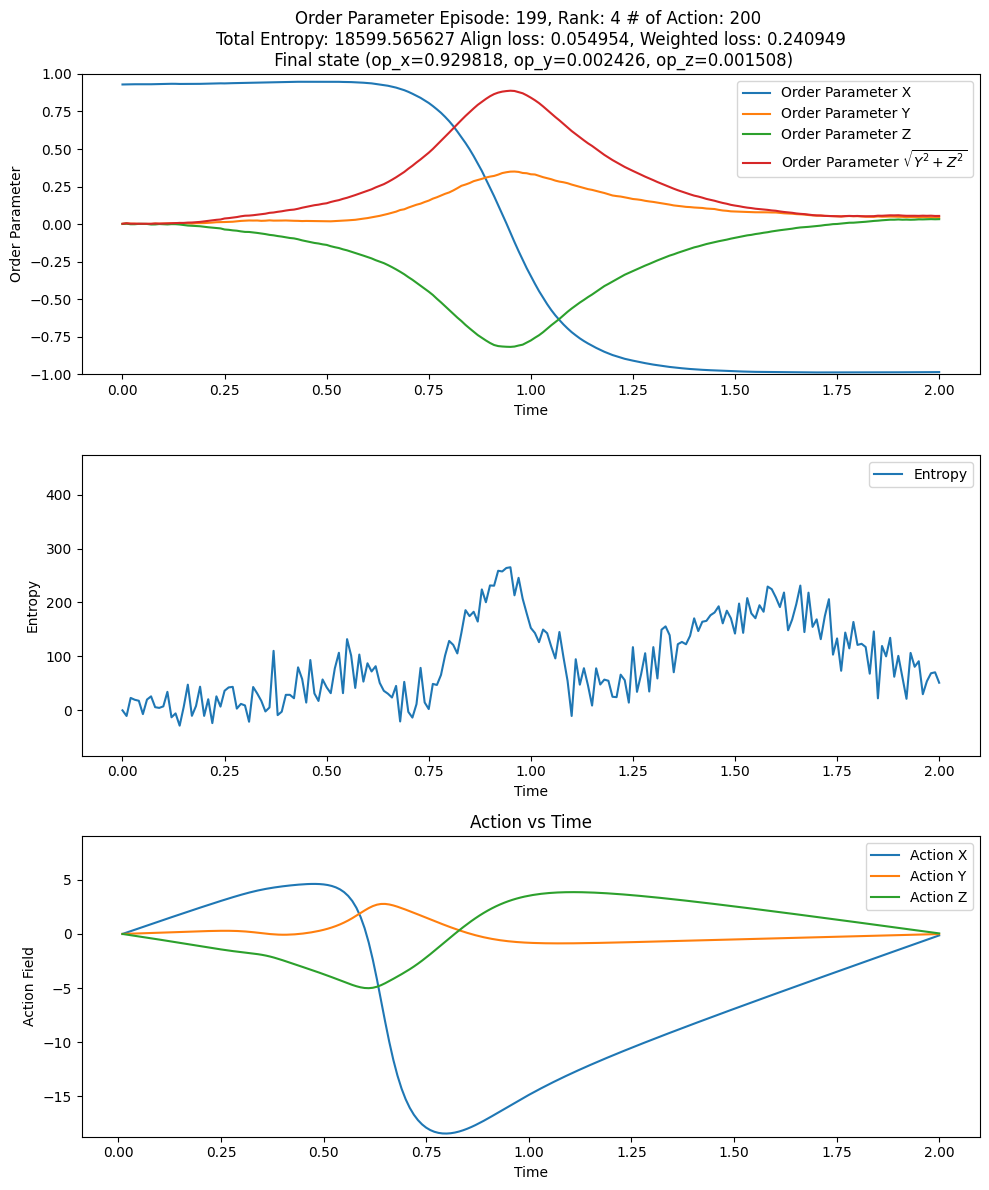 Order Parameter Episode: 199, Rank: 4 # of Action: 200
Total Entropy: 18599.565627 Align loss: 0.054954, Weighted loss: 0.240949
Final state (op_x=0.929818, op_y=0.002426, op_z=0.001508)
1.00
0.75
0.50
0.25
0.00
−0.25
−0.50
−0.75
−1.00
Order Parameter
Order Parameter X
Order Parameter Y
Order Parameter Z
Order Parameter √Y² + Z²
0.00 0.25 0.50 0.75 1.00 1.25 1.50 1.75 2.00
Time
400
300
200
100
0
Entropy
Entropy
0.00 0.25 0.50 0.75 1.00 1.25 1.50 1.75 2.00
Time
Action vs Time
5
0
−5
−10
−15
Action Field
Action X
Action Y
Action Z
0.00 0.25 0.50 0.75 1.00 1.25 1.50 1.75 2.00
Time